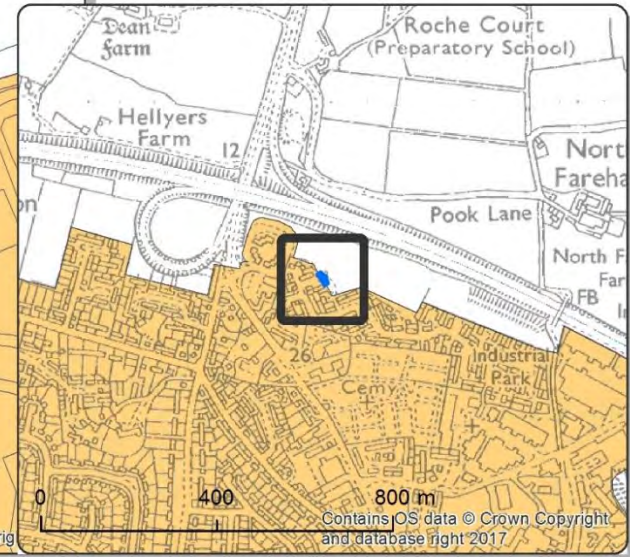 Dean
Farm
Roche Court
(Preparatory School)
Hellyers
Farm
12
Nort
Fareha
Pook Lane
North F
Far
FB
26
Industrial
Park
Cemy
0 400 800 m
Contains OS data © Crown Copyright
and database right 2017